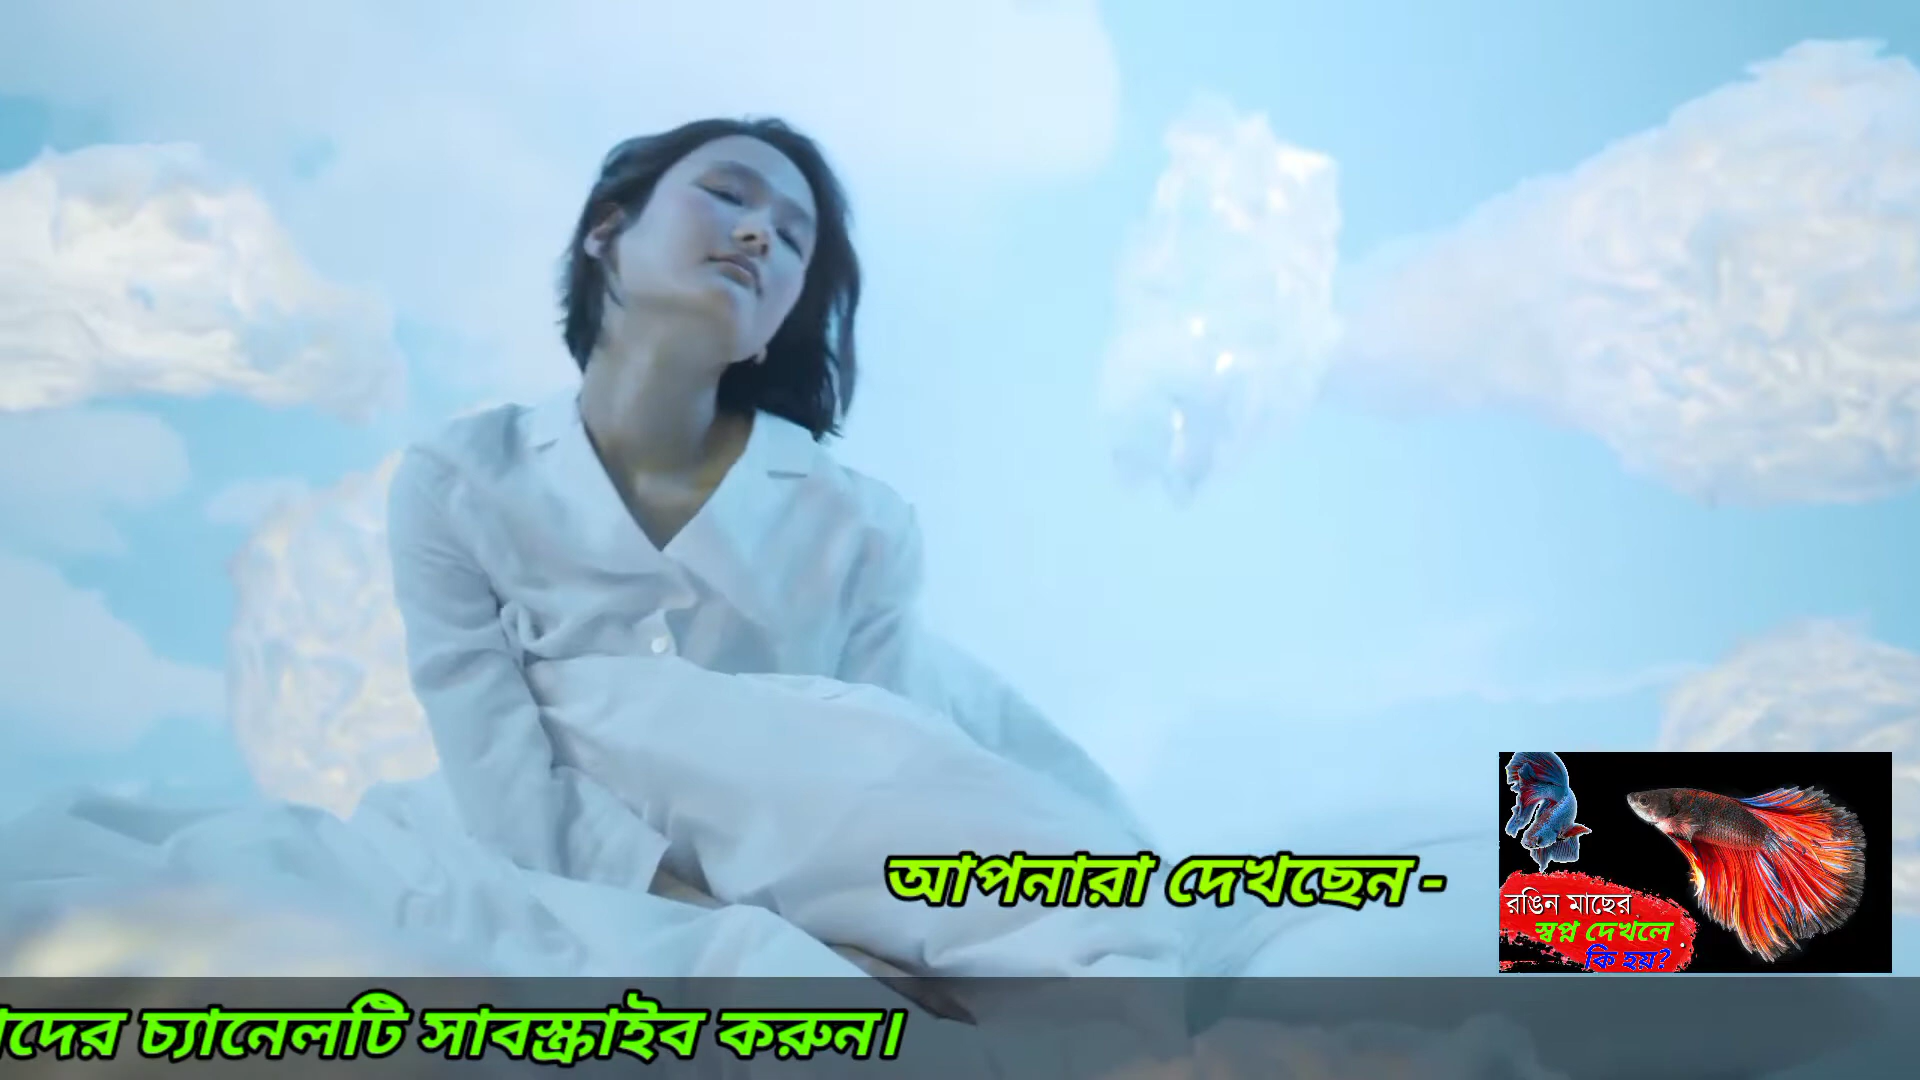 আপনারা দেখছেন -
রঙিন মাছের
স্বপ্ন দেখলে
কি হয়?
চ্যানেলটি সাবস্ক্রাইব করুন।